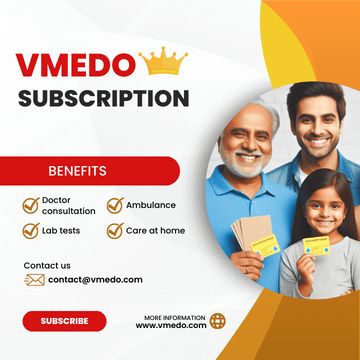 VMEDO
SUBSCRIPTION
BENEFITS
Doctor
consultation
Ambulance
Lab tests
Care at home
Contact us
contact@vmedo.com
SUBSCRIBE
MORE INFORMATION
www.vmedo.com